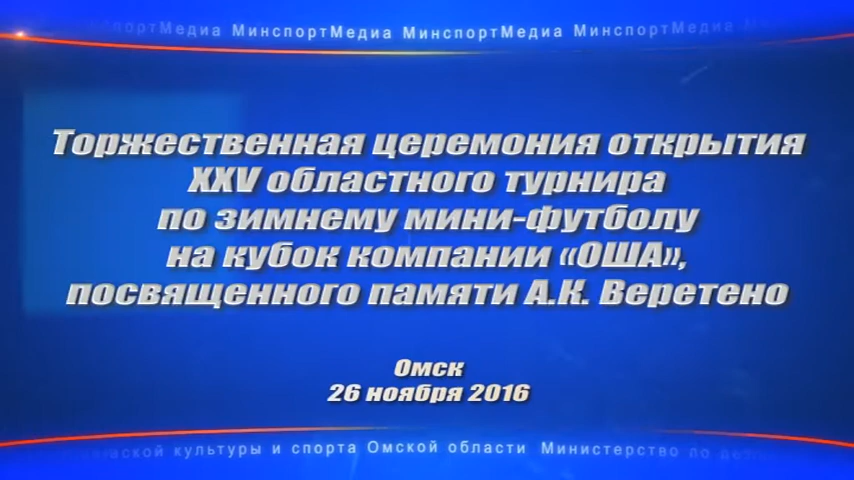 МинспортМедиа МинспортМедиа МинспортМедиа
Торжественная церемония открытия
XXV областного турнира
по зимнему мини-футболу
на кубок компании «ОША»,
посвященного памяти А.К. Веретено
Омск
26 ноября 2016
культуры и спорта Омской области Министерство по